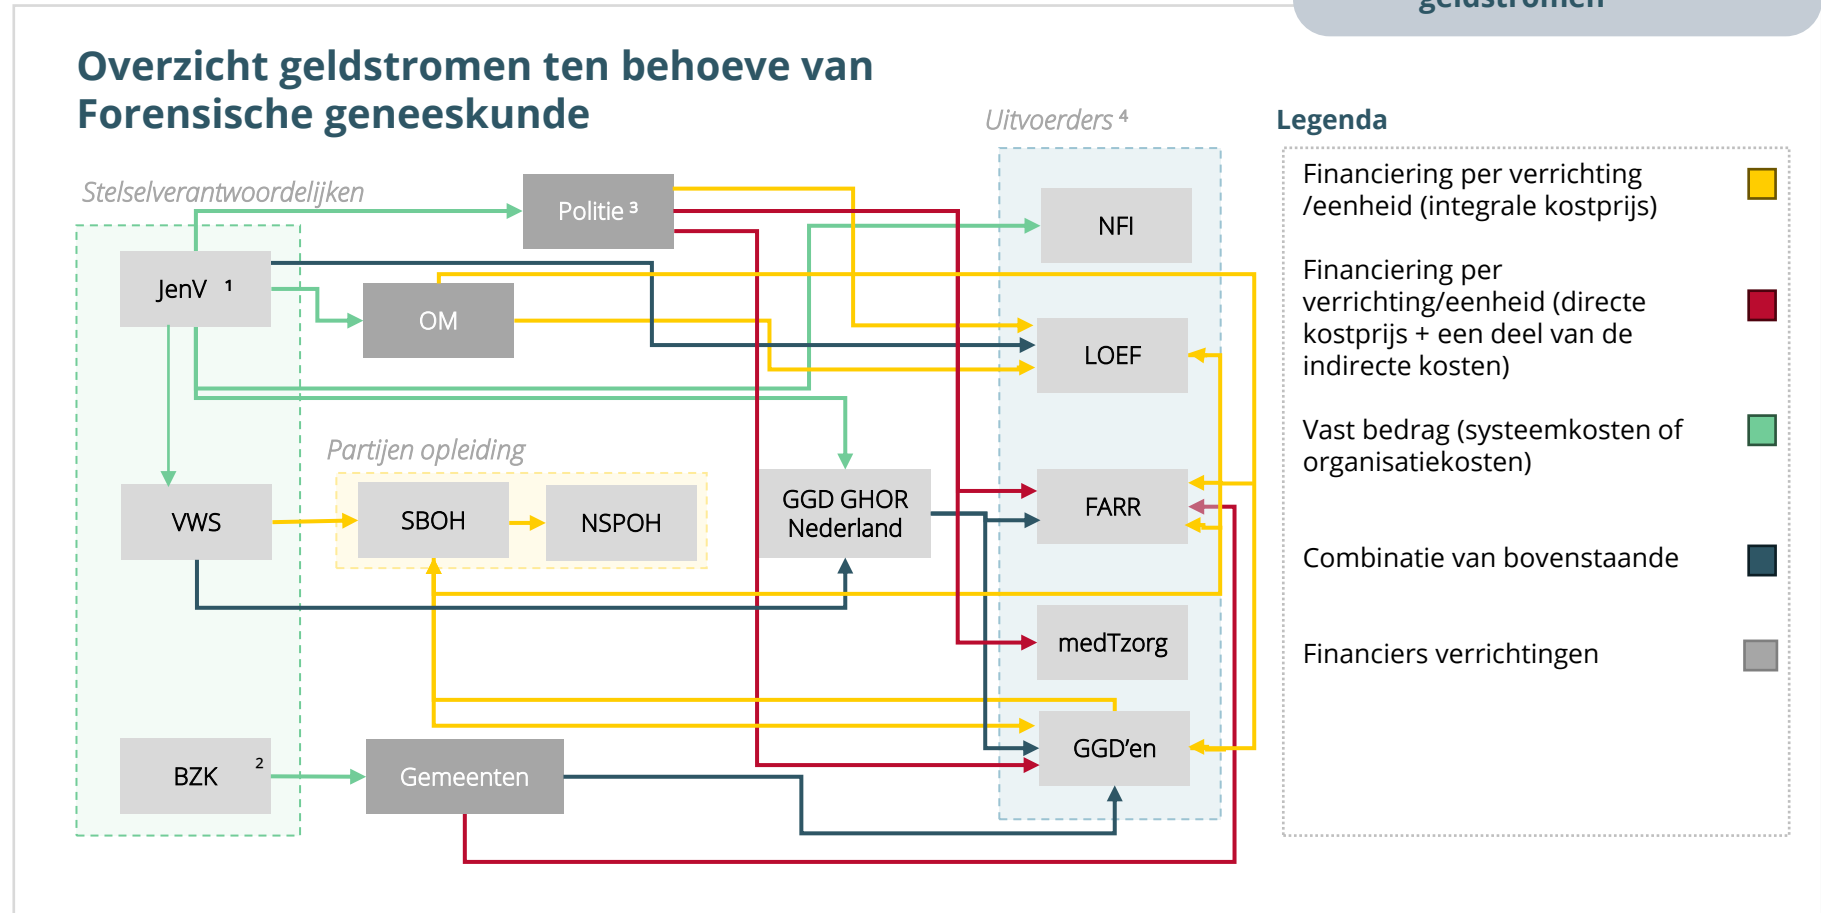 geldstromen
Overzicht geldstromen ten behoeve van
Forensische geneeskunde
Stelselverantwoordelijken
JenV 1
VWS
BZK 2
Politie 3
OM
Partijen opleiding
SBOH
NSPOH
Gemeenten
GGD GHOR
Nederland
Uitvoerders 4
NFI
LOEF
FARR
medTzorg
GGD’en
Legenda
Financiering per verrichting
/eenheid (integrale kostprijs)
Financiering per
verrichting/eenheid (directe
kostprijs + een deel van de
indirecte kosten)
Vast bedrag (systeemkosten of
organisatiekosten)
Combinatie van bovenstaande
Financiers verrichtingen